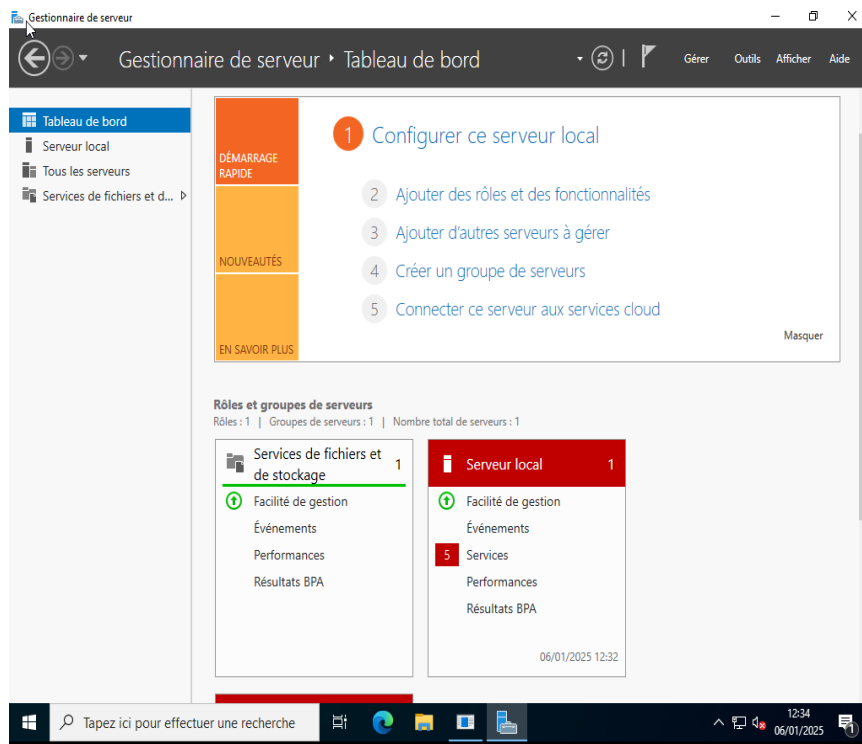 Gestionnaire de serveur
Gestionnaire de serveur • Tableau de bord
Gérer Outils Afficher Aide
Tableau de bord
Serveur local
Tous les serveurs
Services de fichiers et d...
DÉMARRAGE
RAPIDE
NOUVEAUTÉS
EN SAVOIR PLUS
1 Configurer ce serveur local
2 Ajouter des rôles et des fonctionnalités
3 Ajouter d'autres serveurs à gérer
4 Créer un groupe de serveurs
5 Connecter ce serveur aux services cloud
Masquer
Rôles et groupes de serveurs
Rôles : 1 | Groupes de serveurs : 1 | Nombre total de serveurs : 1
Services de fichiers et
de stockage
1
Facilité de gestion
Événements
Performances
Résultats BPA
Serveur local 1
Facilité de gestion
Événements
5 Services
Performances
Résultats BPA
06/01/2025 12:32
Tapez ici pour effectuer une recherche
12:34
06/01/2025
1